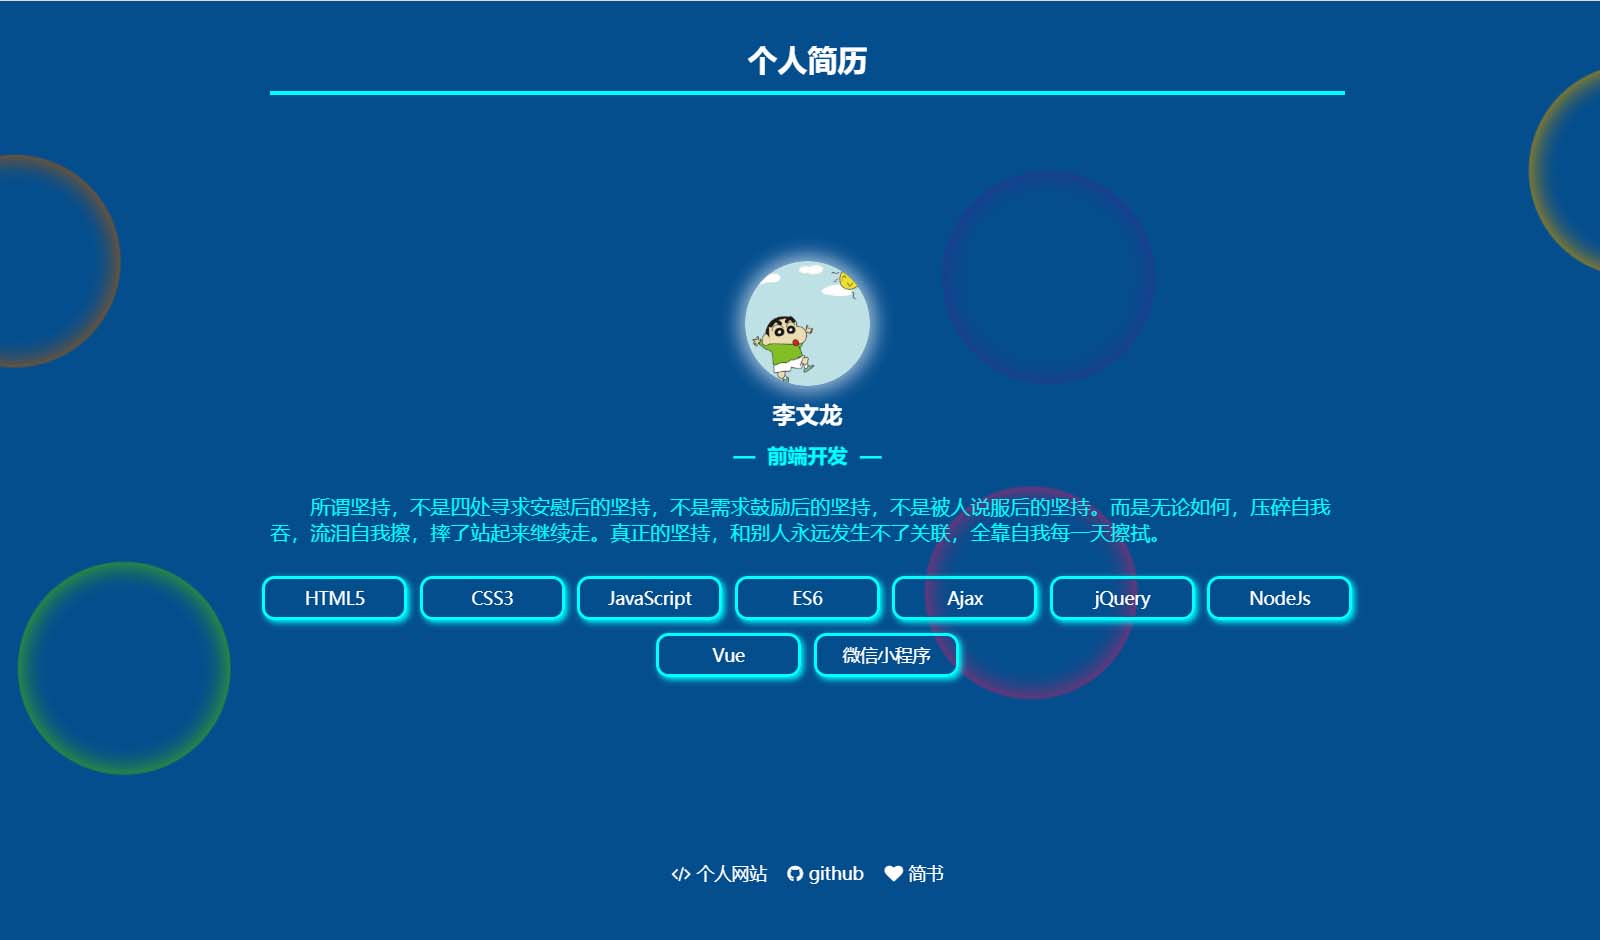 个人简历
李文龙
— 前端开发 —
所谓坚持，不是四处寻求安慰后的坚持，不是需求鼓励后的坚持，不是被人说服后的坚持。而是无论如何，压碎自我
吞，流泪自我擦，摔了站起来继续走。真正的坚持，和别人永远发生不了关联，全靠自我每一天擦拭。
HTML5 CSS3 JavaScript ES6 Ajax jQuery NodeJs
Vue 微信小程序
</> 个人网站 github 简书